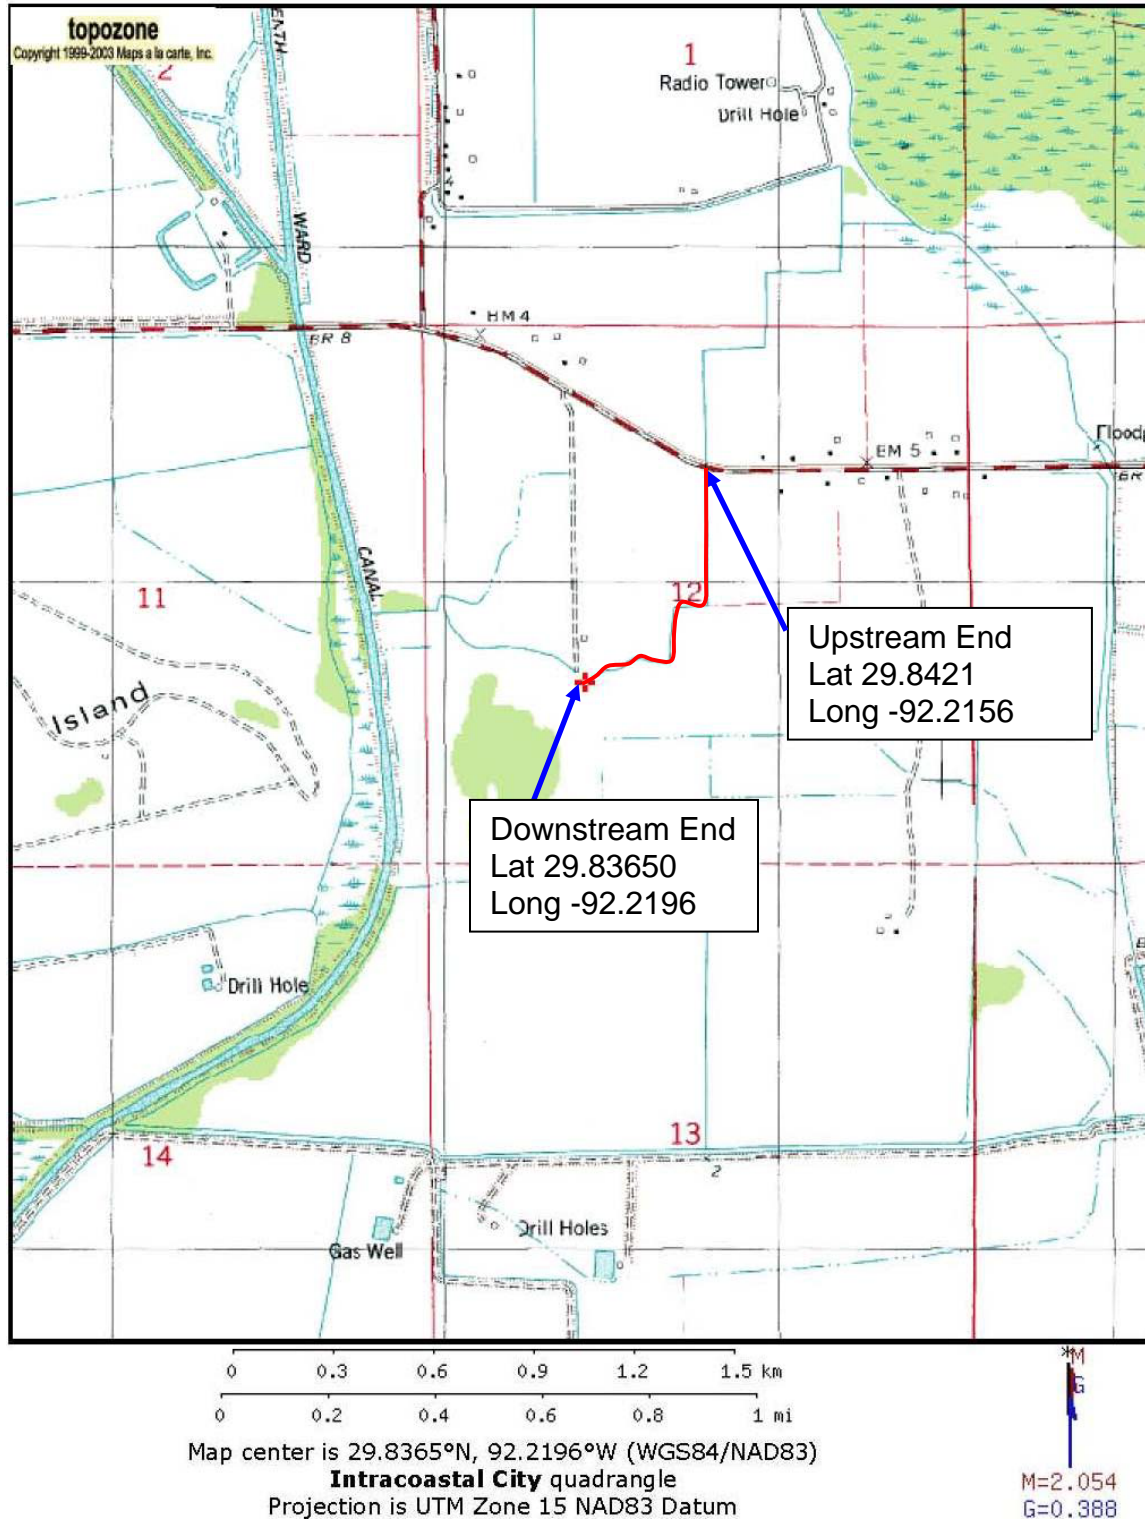 topozone
Copyright 1999-2003 Maps a la carte, Inc.
2
ENTH
WARD
1
Radio Tower
Drill Hole
BM 4
BR 8
BM 5
BR
CANAL
11
12
Upstream End
Lat 29.8421
Long -92.2156
Island
Downstream End
Lat 29.83650
Long -92.2196
Drill Hole
14
13
2
Drill Holes
Gas Well
0 0.3 0.6 0.9 1.2 1.5 km
0 0.2 0.4 0.6 0.8 1 mi
*M
G
Map center is 29.8365°N, 92.2196°W (WGS84/NAD83)
Intracoastal City quadrangle
Projection is UTM Zone 15 NAD83 Datum
M=2.054
G=0.388